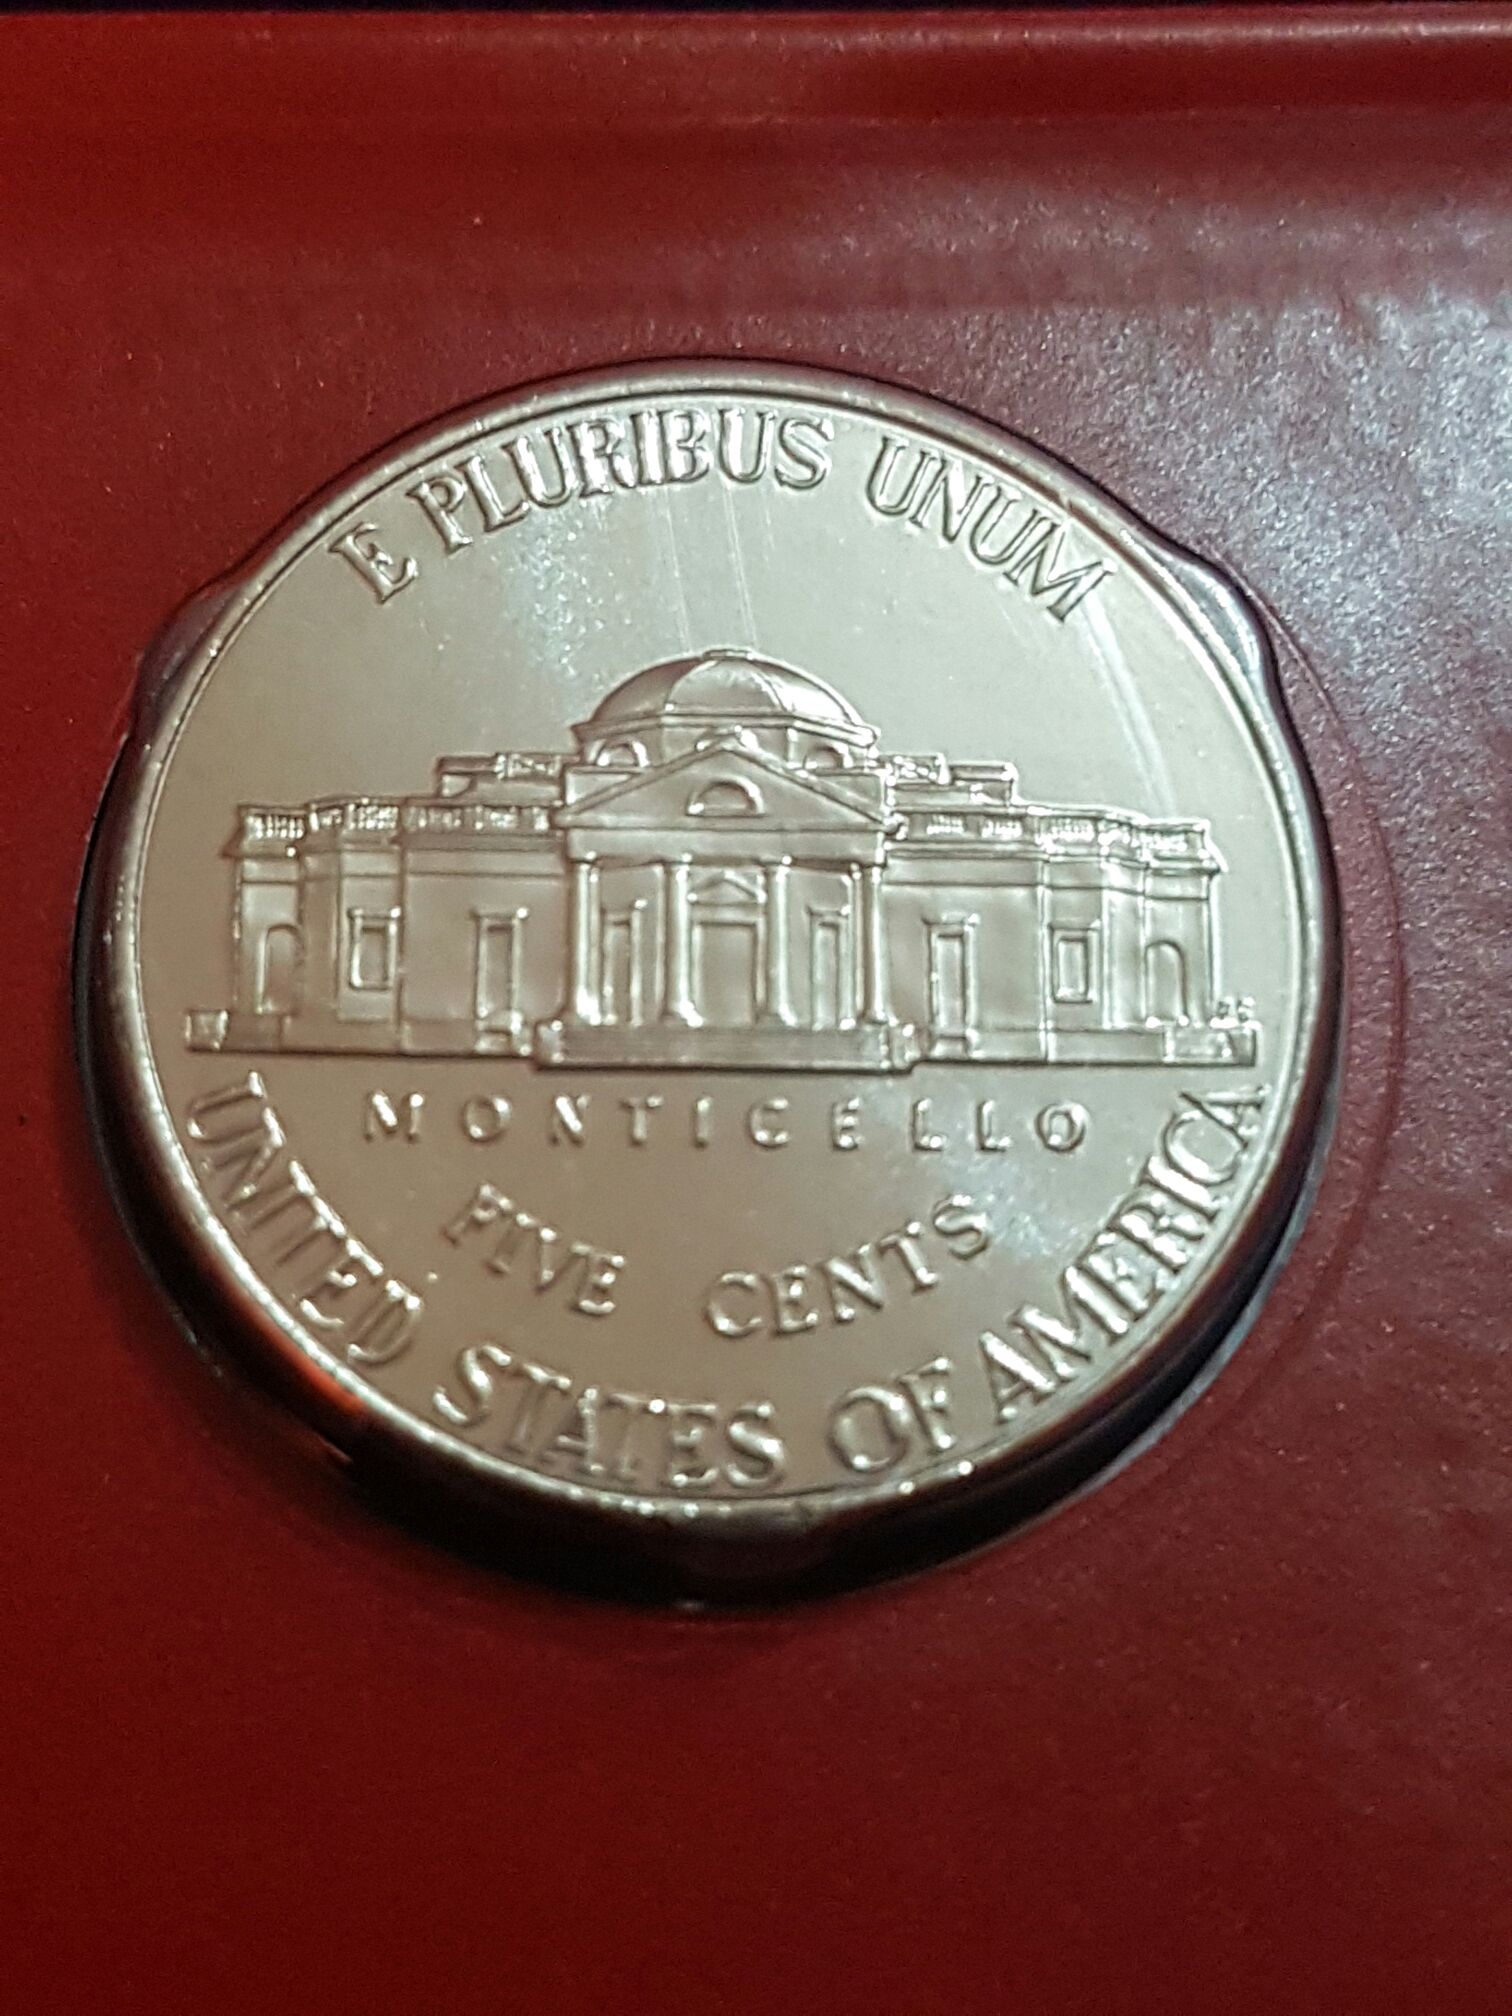 E PLURIBUS UNUM
MONTICELLO
FIVE CENTS
UNITED STATES OF AMERICA